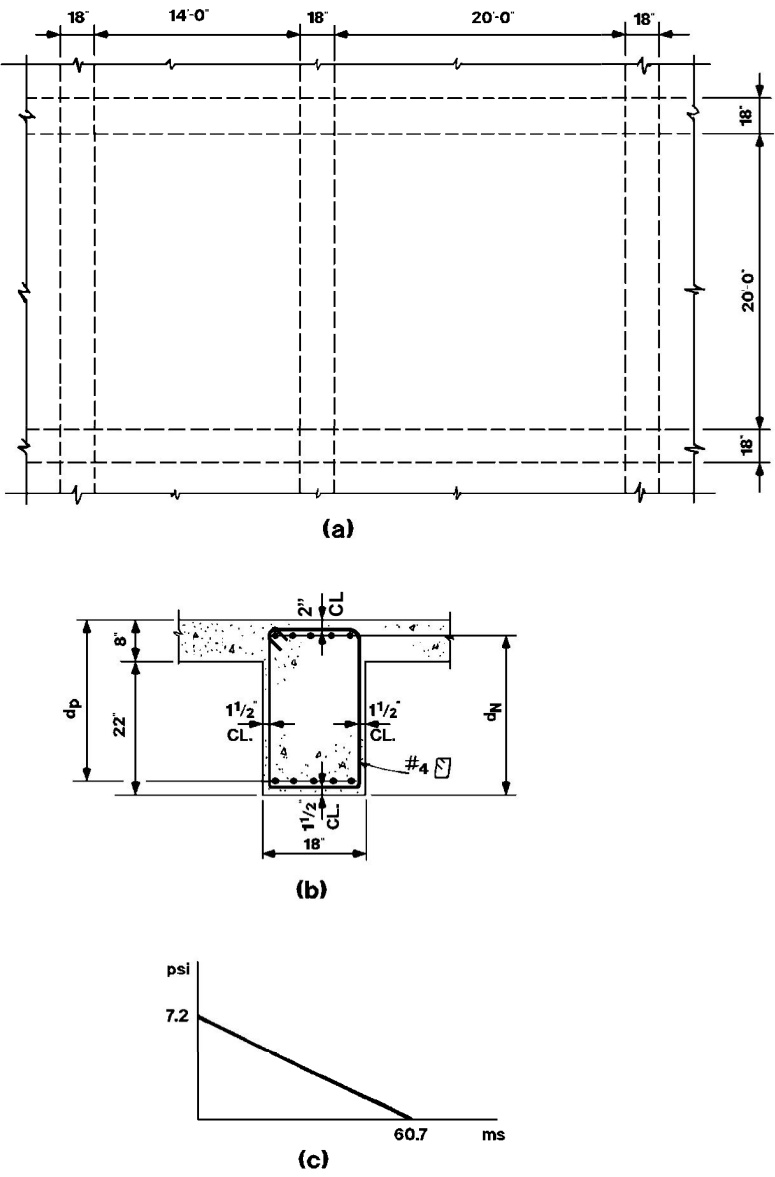 18" 14'-0" 18" 20'-0" 18"
18"
20'-0"
18"
(a)
2" CL
8"
dP
22"
1 1/2" CL.
1 1/2" CL.
dN
#4
1 1/2" CL.
18"
(b)
psi
7.2
60.7 ms
(c)